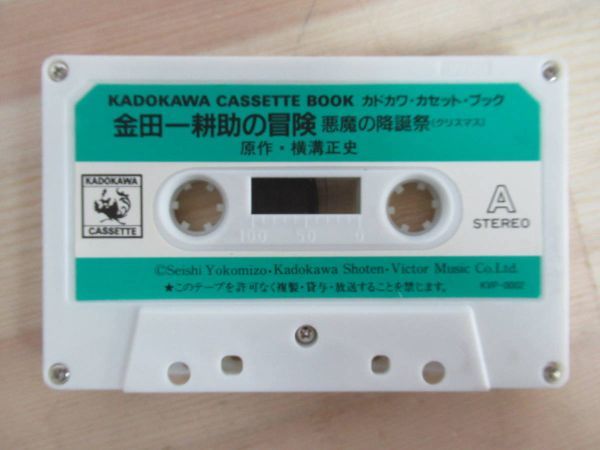 KADOKAWA CASSETTE BOOK カドカワ・カセット・ブック
金田一耕助の冒険 悪魔の降誕祭(クリスマス)
原作・横溝正史
KADOKAWA
CASSETTE
100 50 0
A
STEREO
©Seishi Yokomizo・Kadokawa Shoten・Victor Music Co.Ltd.
★このテープを許可なく複製・貸与・放送することを禁じます。 KVP-0002